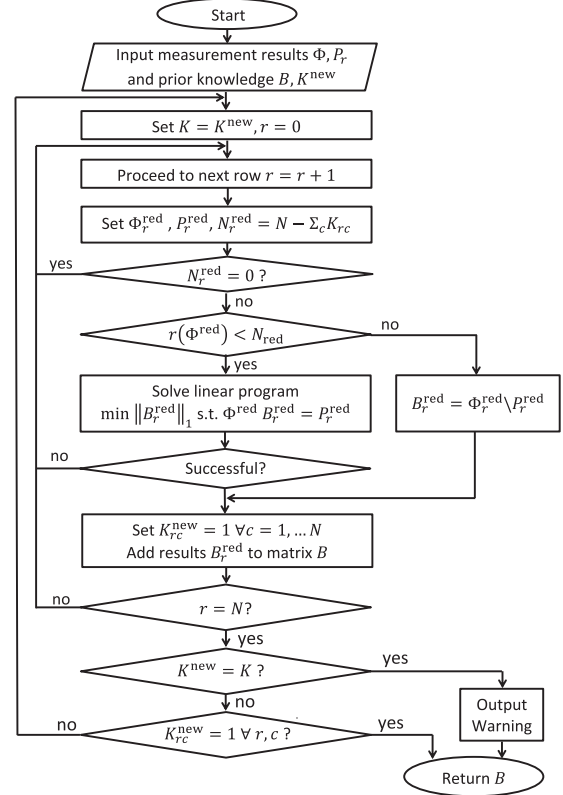 Start
Input measurement results Φ, P_r
and prior knowledge B, K^new
Set K = K^new, r = 0
Proceed to next row r = r + 1
Set Φ_r^red , P_r^red, N_r^red = N − Σ_c K_rc
yes
N_r^red = 0 ?
no
r(Φ^red) < N_red
no
yes
Solve linear program
min ‖B_r^red‖_1 s.t. Φ^red B_r^red = P_r^red
B_r^red = Φ_r^red\P_r^red
no
Successful?
Set K_rc^new = 1 ∀c = 1, … N
Add results B_r^red to matrix B
no
r = N?
yes
K^new = K ?
yes
no
Output
Warning
no
K_rc^new = 1 ∀ r, c ?
yes
Return B